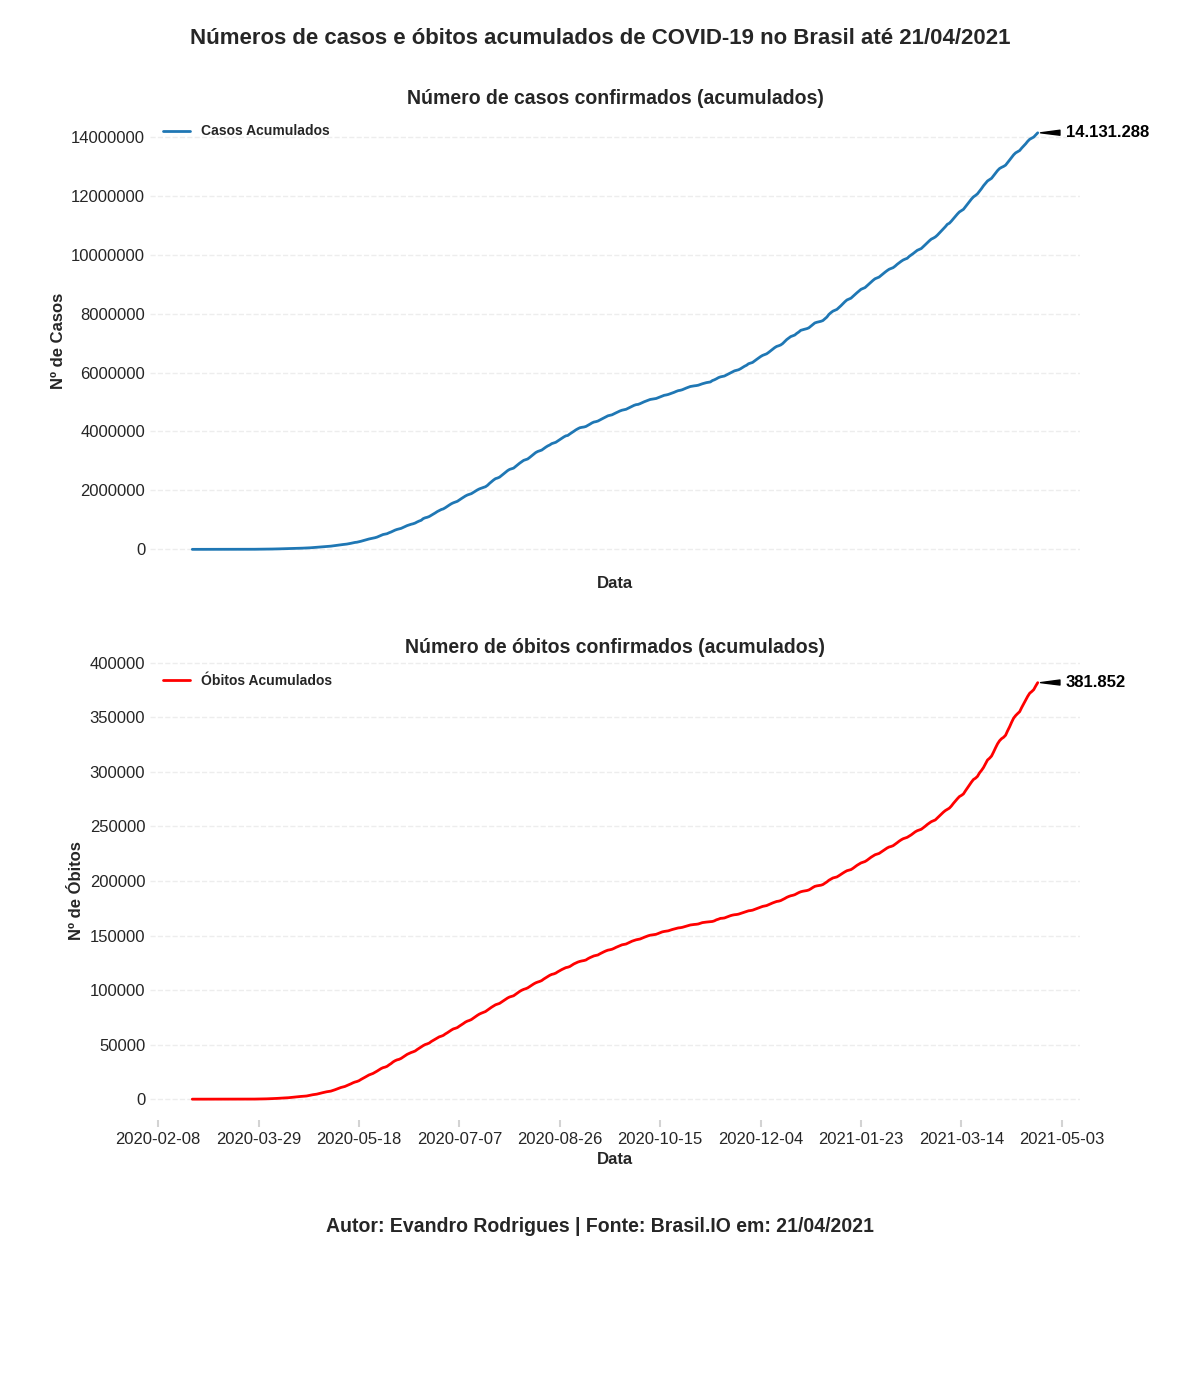 Números de casos e óbitos acumulados de COVID-19 no Brasil até 21/04/2021
Número de casos confirmados (acumulados)
Casos Acumulados
14.131.288
14000000
12000000
10000000
8000000
6000000
4000000
2000000
0
Nº de Casos
Data
Número de óbitos confirmados (acumulados)
Óbitos Acumulados
381.852
400000
350000
300000
250000
200000
150000
100000
50000
0
Nº de Óbitos
2020-02-08 2020-03-29 2020-05-18 2020-07-07 2020-08-26 2020-10-15 2020-12-04 2021-01-23 2021-03-14 2021-05-03
Data
Autor: Evandro Rodrigues | Fonte: Brasil.IO em: 21/04/2021